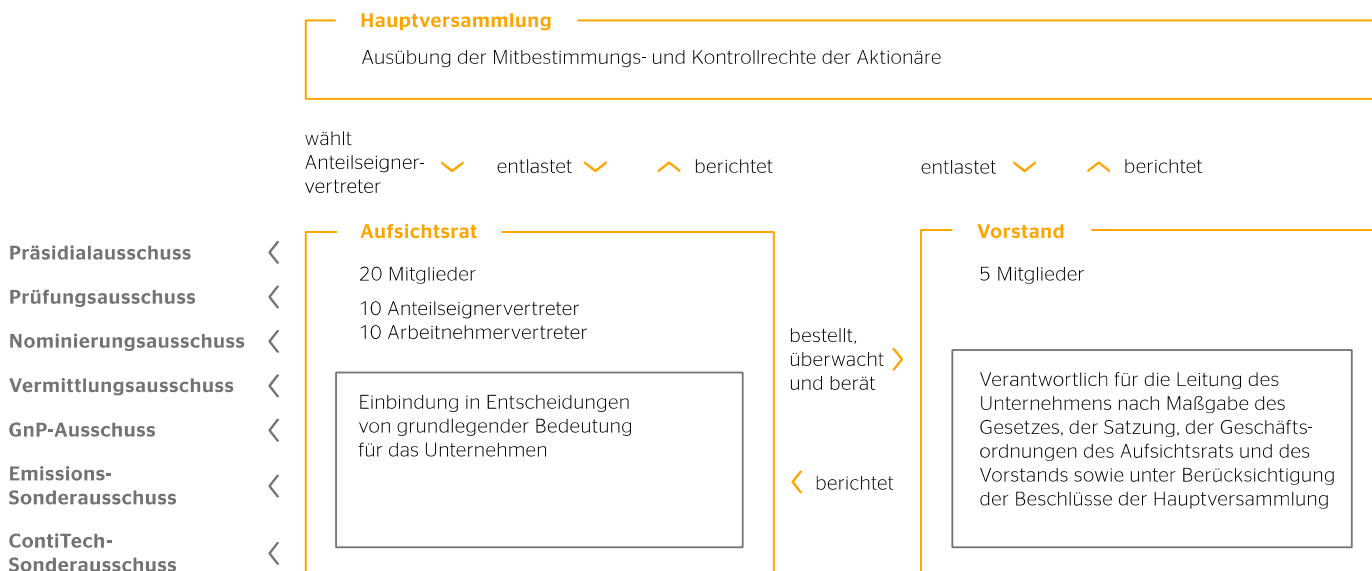 Hauptversammlung
Ausübung der Mitbestimmungs- und Kontrollrechte der Aktionäre
wählt
Anteilseigner-
vertreter
entlastet
berichtet
entlastet
berichtet
Präsidialausschuss
Prüfungsausschuss
Nominierungsausschuss
Vermittlungsausschuss
GnP-Ausschuss
Emissions-
Sonderausschuss
ContiTech-
Sonderausschuss
Aufsichtsrat
20 Mitglieder
10 Anteilseignervertreter
10 Arbeitnehmervertreter
Einbindung in Entscheidungen
von grundlegender Bedeutung
für das Unternehmen
bestellt,
überwacht
und berät
berichtet
Vorstand
5 Mitglieder
Verantwortlich für die Leitung des
Unternehmens nach Maßgabe des
Gesetzes, der Satzung, der Geschäfts-
ordnungen des Aufsichtsrats und des
Vorstands sowie unter Berücksichtigung
der Beschlüsse der Hauptversammlung